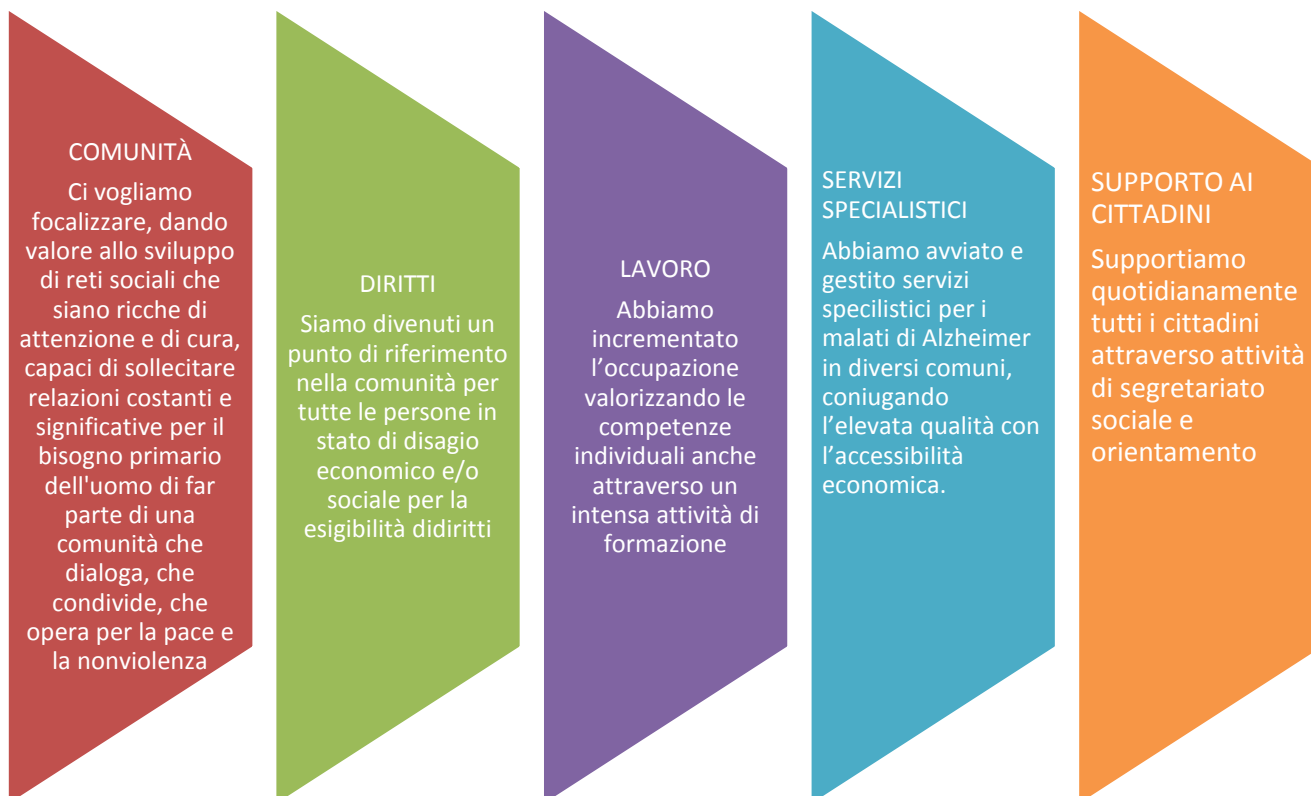 COMUNITÀ
Ci vogliamo
focalizzare, dando
valore allo sviluppo
di reti sociali che
siano ricche di
attenzione e di cura,
capaci di sollecitare
relazioni costanti e
significative per il
bisogno primario
dell'uomo di far
parte di una
comunità che
dialoga, che
condivide, che
opera per la pace e
la nonviolenza
DIRITTI
Siamo divenuti un
punto di riferimento
nella comunità per
tutte le persone in
stato di disagio
economico e/o
sociale per la
esigibilità didiritti
LAVORO
Abbiamo
incrementato
l’occupazione
valorizzando le
competenze
individuali anche
attraverso un
intensa attività di
formazione
SERVIZI
SPECIALISTICI
Abbiamo avviato e
gestito servizi
specilistici per i
malati di Alzheimer
in diversi comuni,
coniugando
l’elevata qualità con
l’accessibilità
economica.
SUPPORTO AI
CITTADINI
Supportiamo
quotidianamente
tutti i cittadini
attraverso attività
di segretariato
sociale e
orientamento